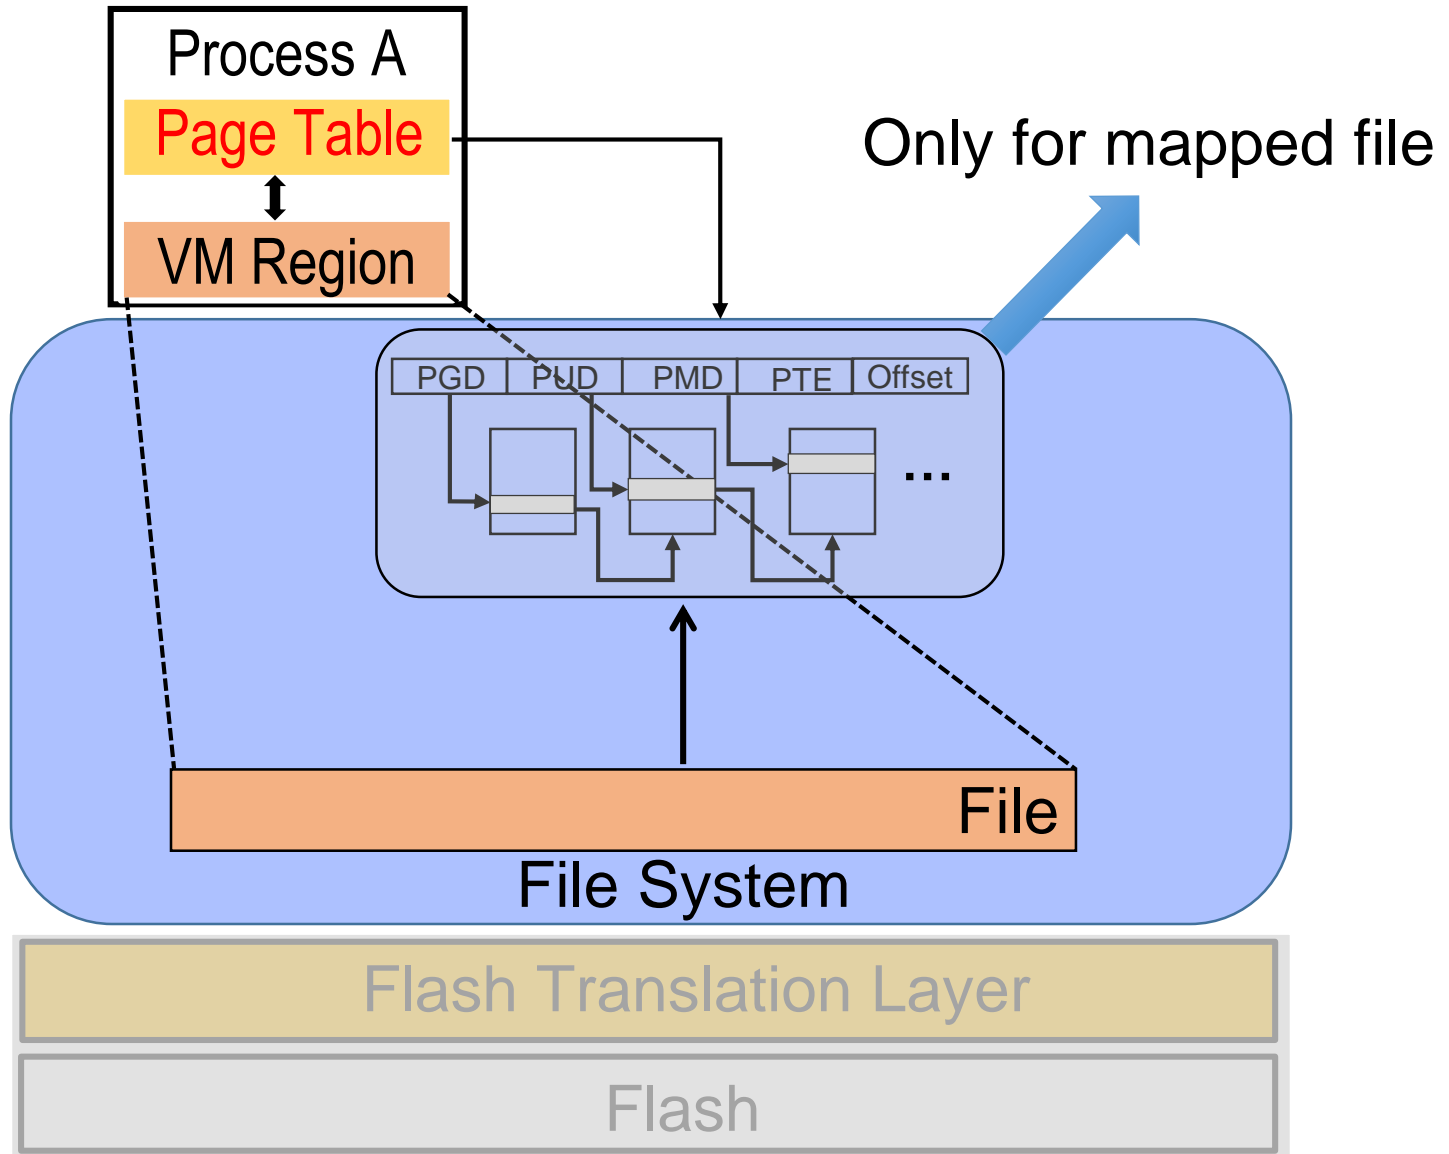 Process A
Page Table
VM Region
Only for mapped file
PGD PUD PMD PTE Offset
...
File
File System
Flash Translation Layer
Flash